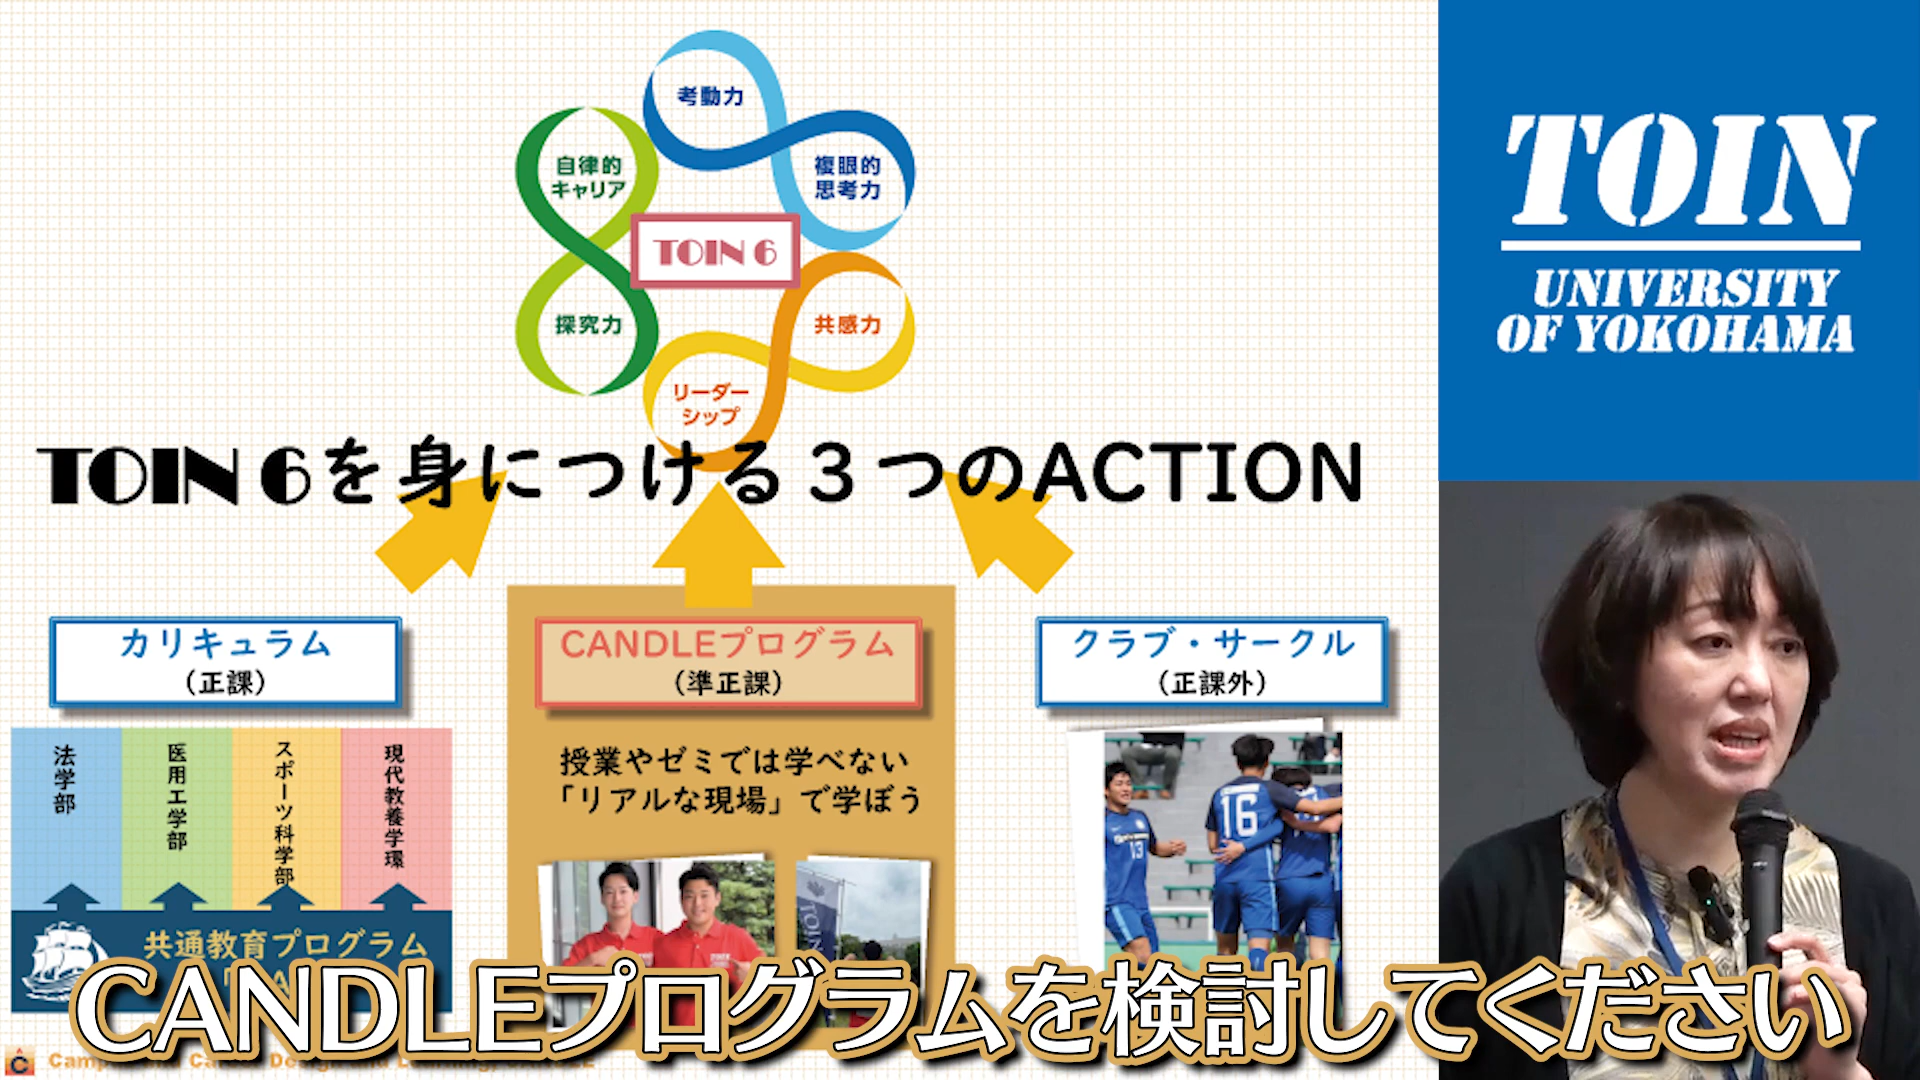 考動力
自律的
キャリア
複眼的
思考力
TOIN 6
探究力
共感力
リーダー
シップ
TOIN 6を身につける３つのACTION
カリキュラム
（正課）
CANDLEプログラム
（準正課）
クラブ・サークル
（正課外）
法学部
医用工学部
スポーツ科学部
現代教養学環
共通教育プログラム
授業やゼミでは学べない
「リアルな現場」で学ぼう
TOIN
16
13
CANDLEプログラムを検討してください
TOIN
UNIVERSITY
OF YOKOHAMA